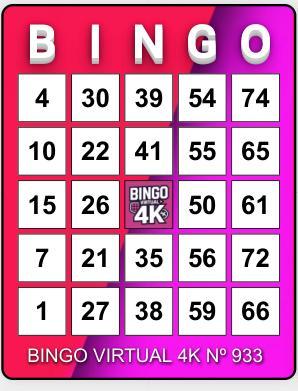 B I N G O
4 30 39 54 74
10 22 41 55 65
15 26 BINGO VIRTUAL 4K 50 61
7 21 35 56 72
1 27 38 59 66
BINGO VIRTUAL 4K Nº 933